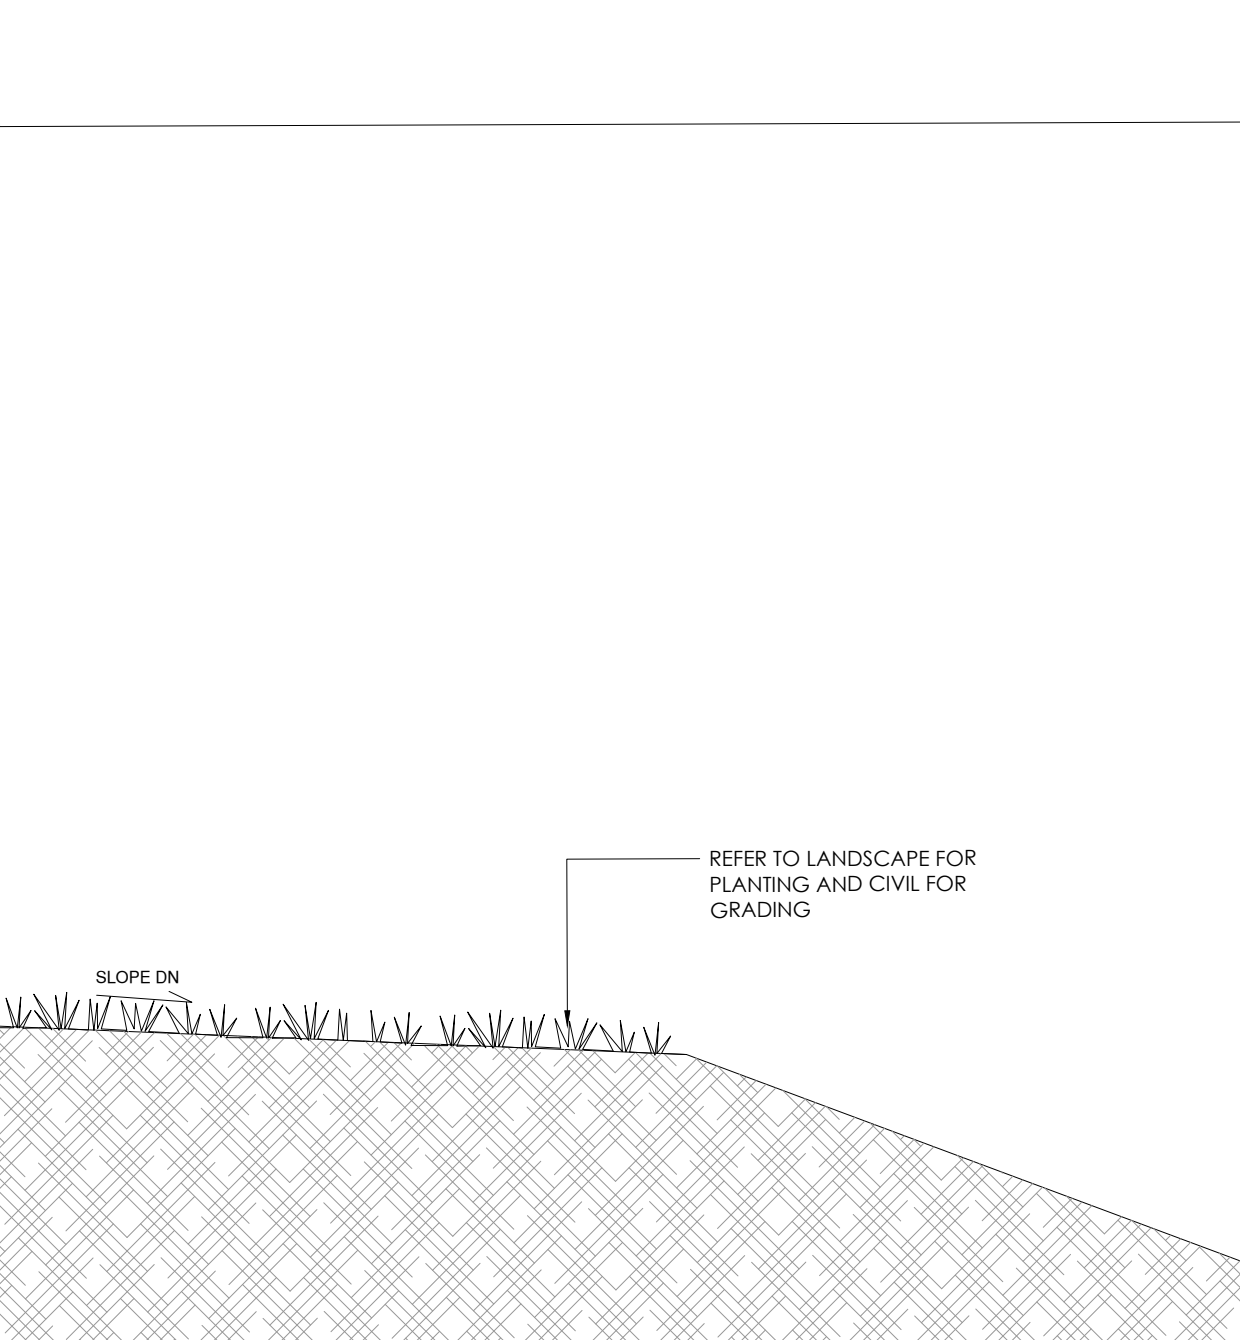 REFER TO LANDSCAPE FOR
PLANTING AND CIVIL FOR
GRADING
SLOPE DN